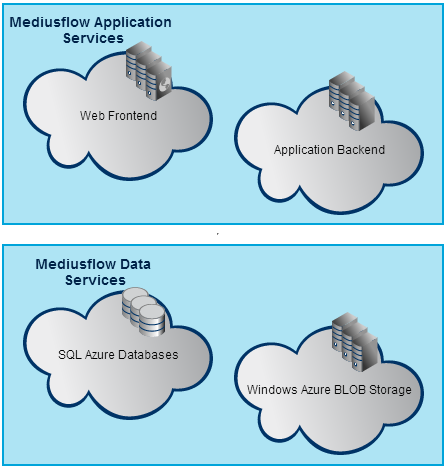 Mediusflow Application
Services
Web Frontend
Application Backend
Mediusflow Data
Services
SQL Azure Databases
Windows Azure BLOB Storage